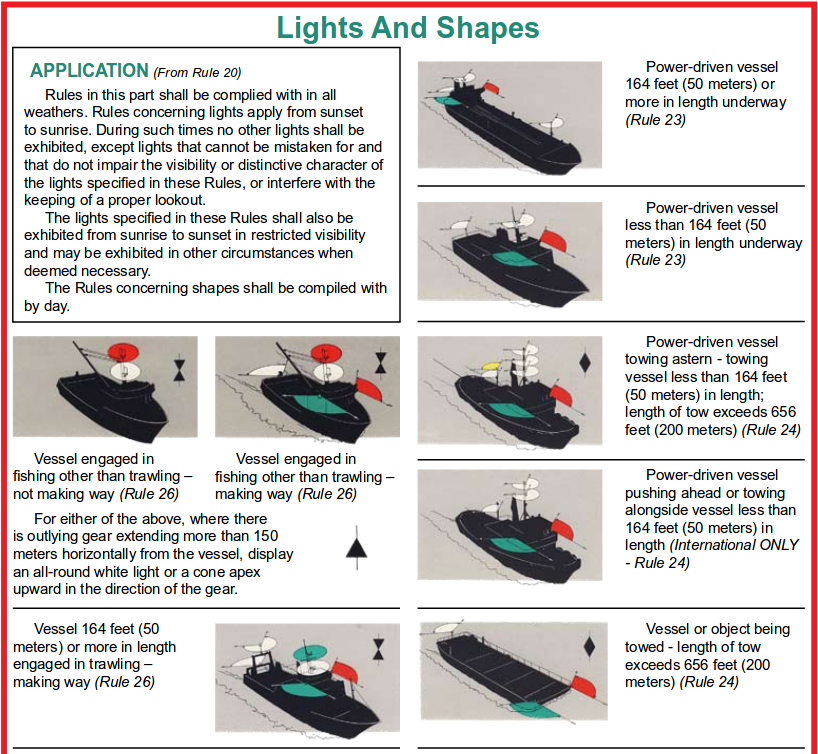 Lights And Shapes
APPLICATION (From Rule 20)
Rules in this part shall be complied with in all
weathers. Rules concerning lights apply from sunset
to sunrise. During such times no other lights shall be
exhibited, except lights that cannot be mistaken for and
that do not impair the visibility or distinctive character of
the lights specified in these Rules, or interfere with the
keeping of a proper lookout.
The lights specified in these Rules shall also be
exhibited from sunrise to sunset in restricted visibility
and may be exhibited in other circumstances when
deemed necessary.
The Rules concerning shapes shall be compiled with
by day.
Vessel engaged in
fishing other than trawling –
not making way (Rule 26)
Vessel engaged in
fishing other than trawling –
making way (Rule 26)
For either of the above, where there
is outlying gear extending more than 150
meters horizontally from the vessel, display
an all-round white light or a cone apex
upward in the direction of the gear.
Vessel 164 feet (50
meters) or more in length
engaged in trawling –
making way (Rule 26)
Power-driven vessel
164 feet (50 meters) or
more in length underway
(Rule 23)
Power-driven vessel
less than 164 feet (50
meters) in length underway
(Rule 23)
Power-driven vessel
towing astern - towing
vessel less than 164 feet
(50 meters) in length;
length of tow exceeds 656
feet (200 meters) (Rule 24)
Power-driven vessel
pushing ahead or towing
alongside vessel less than
164 feet (50 meters) in
length (International ONLY
- Rule 24)
Vessel or object being
towed - length of tow
exceeds 656 feet (200
meters) (Rule 24)